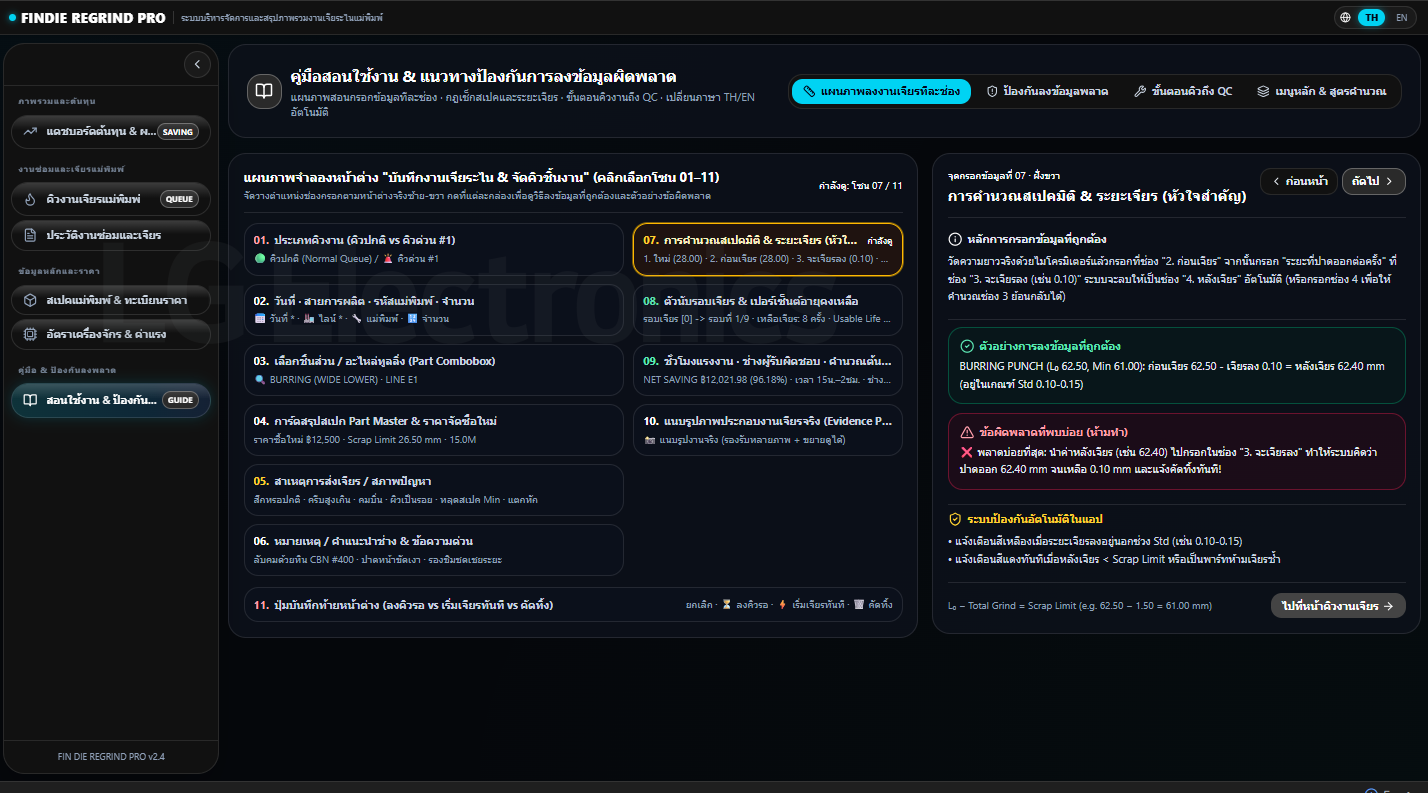 FINDIE REGRIND PRO
ระบบบริหารจัดการและสรุปภาพรวมงานเจียระไนแม่พิมพ์
TH
EN
ภาพรวมและต้นทุน
แดชบอร์ดต้นทุน & ผ...
SAVING
งานซ่อมและเจียรแม่พิมพ์
คิวงานเจียรแม่พิมพ์
QUEUE
ประวัติงานซ่อมและเจียร
ข้อมูลหลักและราคา
สเปคแม่พิมพ์ & ทะเบียนราคา
อัตราเครื่องจักร & ค่าแรง
คู่มือ & ป้องกันลงพลาด
สอนใช้งาน & ป้องกัน...
GUIDE
FIN DIE REGRIND PRO v2.4
คู่มือสอนใช้งาน & แนวทางป้องกันการลงข้อมูลผิดพลาด
แผนภาพสอนกรอกข้อมูลทีละช่อง · กฎเช็กสเปคและระยะเจียร · ขั้นตอนคิวงานถึง QC · เปลี่ยนภาษา TH/EN
อัตโนมัติ
แผนภาพลงงานเจียรทีละช่อง
ป้องกันลงข้อมูลพลาด
ขั้นตอนคิวถึง QC
เมนูหลัก & สูตรคำนวณ
แผนภาพจำลองหน้าต่าง "บันทึกงานเจียระไน & จัดคิวชิ้นงาน" (คลิกเลือกโซน 01–11)
จัดวางตำแหน่งช่องกรอกตามหน้าต่างจริงซ้าย-ขวา กดที่แต่ละกล่องเพื่อดูวิธีลงข้อมูลที่ถูกต้องและตัวอย่างข้อผิดพลาด
กำลังดู: โซน 07 / 11
01. ประเภทคิวงาน (คิวปกติ vs คิวด่วน #1)
คิวปกติ (Normal Queue) / คิวด่วน #1
02. วันที่ · สายการผลิต · รหัสแม่พิมพ์ · จำนวน
วันที่ * · ไลน์ * · แม่พิมพ์ · จำนวน
03. เลือกชิ้นส่วน / อะไหล่ทูลลิ่ง (Part Combobox)
BURRING (WIDE LOWER) · LINE E1
04. การ์ดสรุปสเปก Part Master & ราคาจัดซื้อใหม่
ราคาซื้อใหม่ ฿12,500 · Scrap Limit 26.50 mm · 15.0M
05. สาเหตุการส่งเจียร / สภาพปัญหา
สึกหรอปกติ · ครีบสูงเกิน · คมบิ่น · ผิวเป็นรอย · หลุดสเปค Min · แตกหัก
06. หมายเหตุ / คำแนะนำช่าง & ข้อความด่วน
ลับคมด้วยหิน CBN #400 · ปาดหน้าขัดเงา · รองชิมชดเชยระยะ
07. การคำนวณสเปคมิติ & ระยะเจียร (หัวใ...
กำลังดู
1. ใหม่ (28.00) · 2. ก่อนเจียร (28.00) · 3. จะเจียรลง (0.10) · ...
08. ตัวนับรอบเจียร & เปอร์เซ็นต์อายุคงเหลือ
รอบเจียร [0] -> รอบที่ 1/9 · เหลือเจียร: 8 ครั้ง · Usable Life ...
09. ชั่วโมงแรงงาน · ช่างผู้รับผิดชอบ · คำนวณต้น...
NET SAVING ฿12,021.98 (96.18%) · เวลา 15น.–2ชม. · ช่าง...
10. แนบรูปภาพประกอบงานเจียรจริง (Evidence P...
แนบรูปงานจริง (รองรับหลายภาพ + ขยายดูได้)
11. ปุ่มบันทึกท้ายหน้าต่าง (ลงคิวรอ vs เริ่มเจียรทันที vs คัดทิ้ง)
ยกเลิก · ลงคิวรอ · เริ่มเจียรทันที · คัดทิ้ง
จุดกรอกข้อมูลที่ 07 · ฝั่งขวา
การคำนวณสเปคมิติ & ระยะเจียร (หัวใจสำคัญ)
ก่อนหน้า
ถัดไป
หลักการกรอกข้อมูลที่ถูกต้อง
วัดความยาวจริงด้วยไมโครมิเตอร์แล้วกรอกที่ช่อง "2. ก่อนเจียร" จากนั้นกรอก "ระยะที่ปาดออกต่อครั้ง" ที่
ช่อง "3. จะเจียรลง (เช่น 0.10)" ระบบจะลบให้เป็นช่อง "4. หลังเจียร" อัตโนมัติ (หรือกรอกช่อง 4 เพื่อให้
คำนวณช่อง 3 ย้อนกลับได้)
ตัวอย่างการลงข้อมูลที่ถูกต้อง
BURRING PUNCH (L₀ 62.50, Min 61.00): ก่อนเจียร 62.50 - เจียรลง 0.10 = หลังเจียร 62.40 mm
(อยู่ในเกณฑ์ Std 0.10-0.15)
ข้อผิดพลาดที่พบบ่อย (ห้ามทำ)
พลาดบ่อยที่สุด: นำค่าหลังเจียร (เช่น 62.40) ไปกรอกในช่อง "3. จะเจียรลง" ทำให้ระบบคิดว่า
ปาดออก 62.40 mm จนเหลือ 0.10 mm และแจ้งคัดทิ้งทันที!
ระบบป้องกันอัตโนมัติในแอป
• แจ้งเตือนสีเหลืองเมื่อระยะเจียรลงอยู่นอกช่วง Std (เช่น 0.10-0.15)
• แจ้งเตือนสีแดงทันทีเมื่อหลังเจียร < Scrap Limit หรือเป็นพาร์ทห้ามเจียรซ้ำ
L₀ − Total Grind = Scrap Limit (e.g. 62.50 − 1.50 = 61.00 mm)
ไปที่หน้าคิวงานเจียร →
LG Electronics